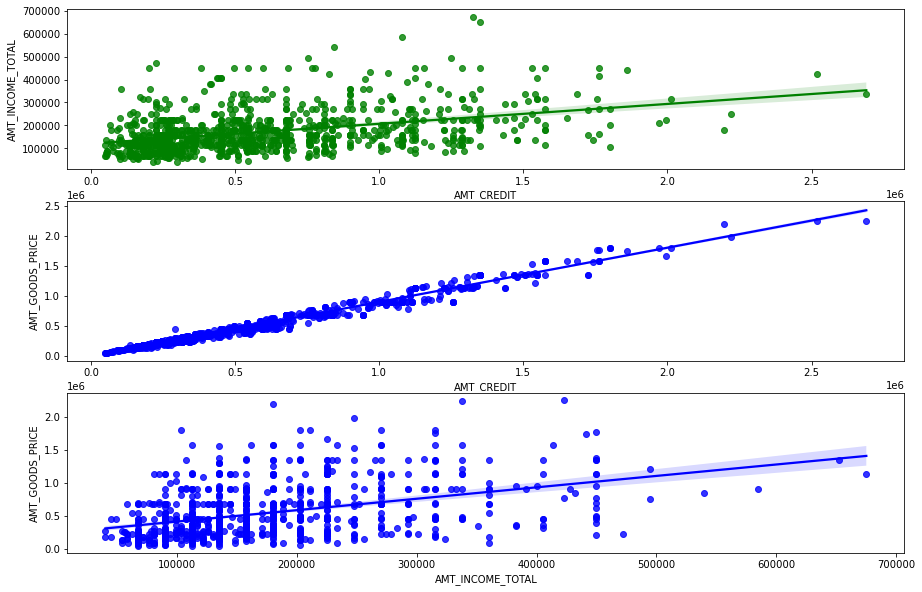 700000
600000
500000
400000
300000
200000
100000
AMT_INCOME_TOTAL
0.0 0.5 1.0 1.5 2.0 2.5
AMT_CREDIT
1e6
1e6
2.5
2.0
1.5
1.0
0.5
0.0
AMT_GOODS_PRICE
0.0 0.5 1.0 1.5 2.0 2.5
AMT_CREDIT
1e6
1e6
2.0
1.5
1.0
0.5
0.0
AMT_GOODS_PRICE
100000 200000 300000 400000 500000 600000 700000
AMT_INCOME_TOTAL